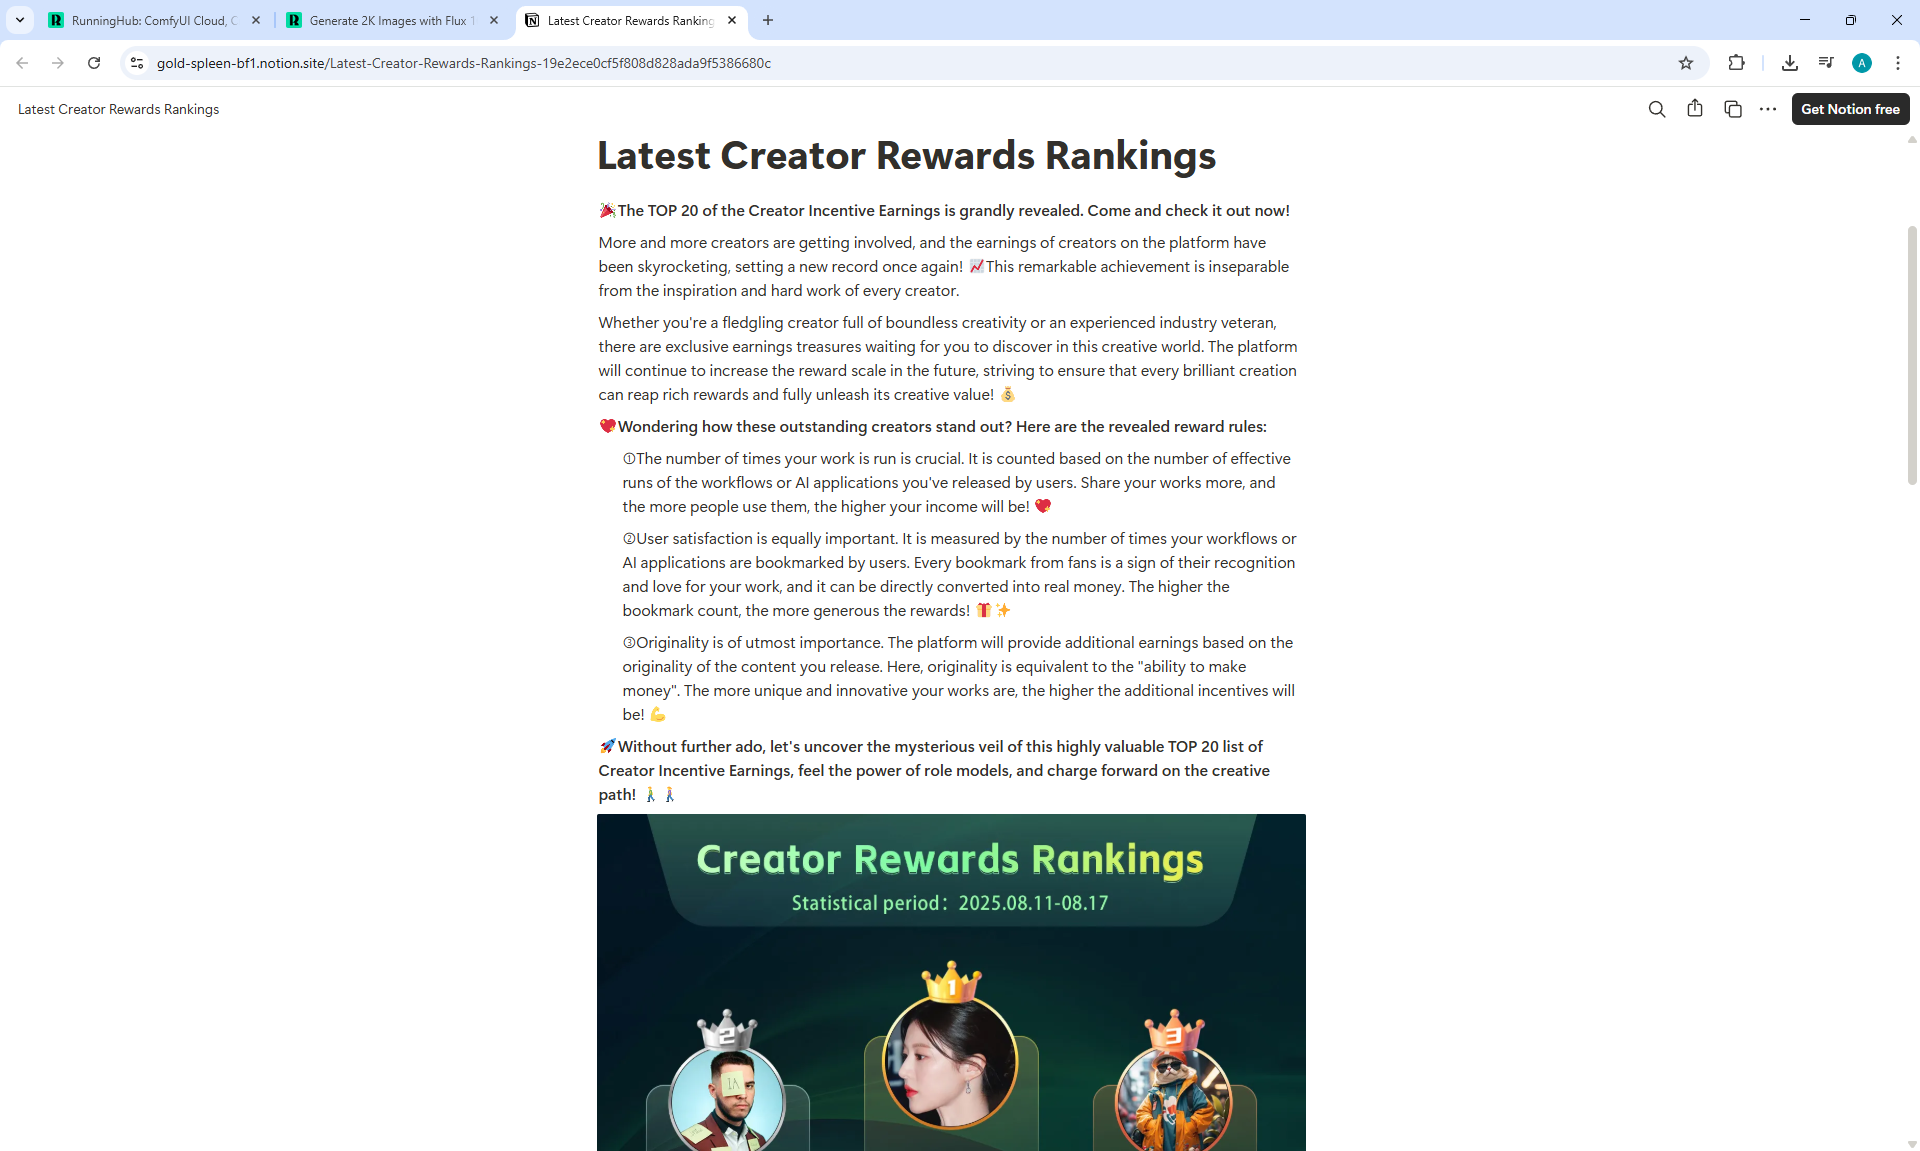 RunningHub: ComfyUI Cloud, C
Generate 2K Images with Flux 1
Latest Creator Rewards Ranking
gold-spleen-bf1.notion.site/Latest-Creator-Rewards-Rankings-19e2ece0cf5f808d828ada9f5386680c
A
Latest Creator Rewards Rankings
Get Notion free
Latest Creator Rewards Rankings
🎉The TOP 20 of the Creator Incentive Earnings is grandly revealed. Come and check it out now!
More and more creators are getting involved, and the earnings of creators on the platform have
been skyrocketing, setting a new record once again! 📈This remarkable achievement is inseparable
from the inspiration and hard work of every creator.
Whether you're a fledgling creator full of boundless creativity or an experienced industry veteran,
there are exclusive earnings treasures waiting for you to discover in this creative world. The platform
will continue to increase the reward scale in the future, striving to ensure that every brilliant creation
can reap rich rewards and fully unleash its creative value! 💰
💖Wondering how these outstanding creators stand out? Here are the revealed reward rules:
①The number of times your work is run is crucial. It is counted based on the number of effective
runs of the workflows or AI applications you've released by users. Share your works more, and
the more people use them, the higher your income will be! 💖
②User satisfaction is equally important. It is measured by the number of times your workflows or
AI applications are bookmarked by users. Every bookmark from fans is a sign of their recognition
and love for your work, and it can be directly converted into real money. The higher the
bookmark count, the more generous the rewards! 🎁✨
③Originality is of utmost importance. The platform will provide additional earnings based on the
originality of the content you release. Here, originality is equivalent to the "ability to make
money". The more unique and innovative your works are, the higher the additional incentives will
be! 💪
🚀Without further ado, let's uncover the mysterious veil of this highly valuable TOP 20 list of
Creator Incentive Earnings, feel the power of role models, and charge forward on the creative
path! 🚶‍♂️🚶‍♀️
Creator Rewards Rankings
Statistical period：2025.08.11-08.17
1
2
3
IA